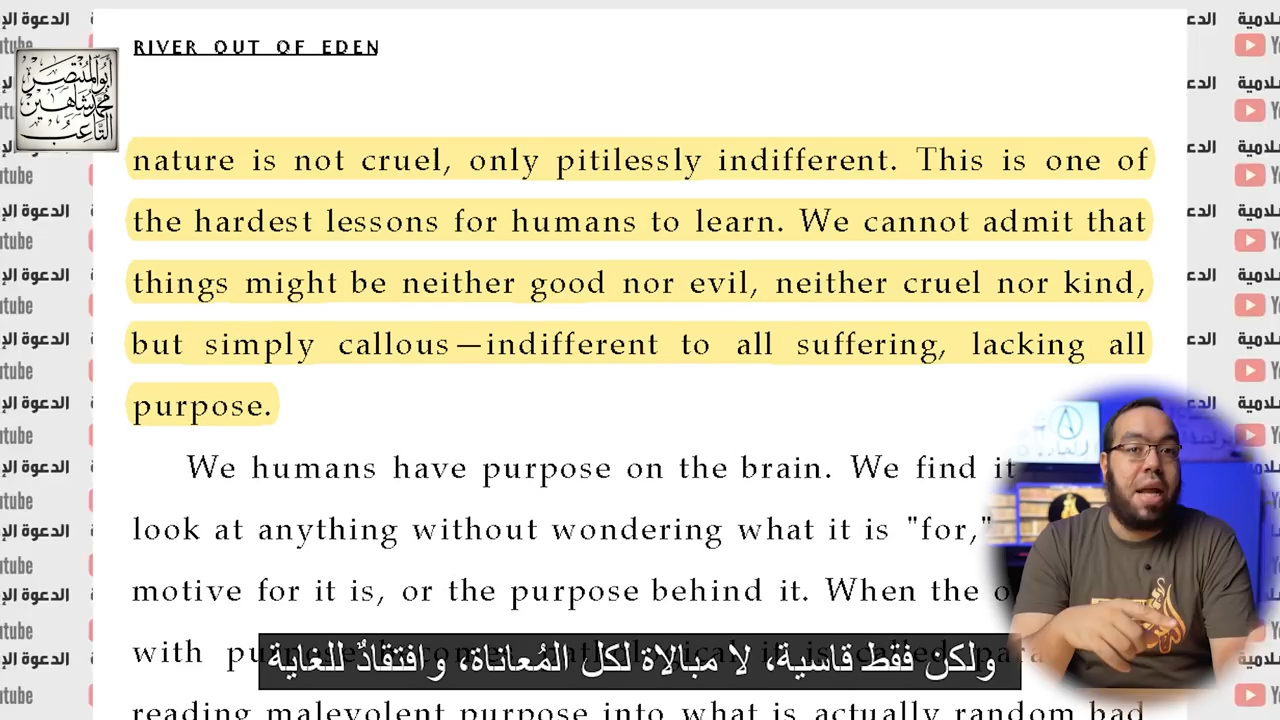 RIVER OUT OF EDEN
أبو المنتصر
محمد شاهين
التاعب
nature is not cruel, only pitilessly indifferent. This is one of
the hardest lessons for humans to learn. We cannot admit that
things might be neither good nor evil, neither cruel nor kind,
but simply callous—indifferent to all suffering, lacking all
purpose.
We humans have purpose on the brain. We find it
look at anything without wondering what it is "for,"
motive for it is, or the purpose behind it. When the
with
ولكن فقط قاسية، لا مبالاة لكل المُعاناة، وافتقادٌ للغاية
reading malevolent purpose into what is actually random bad